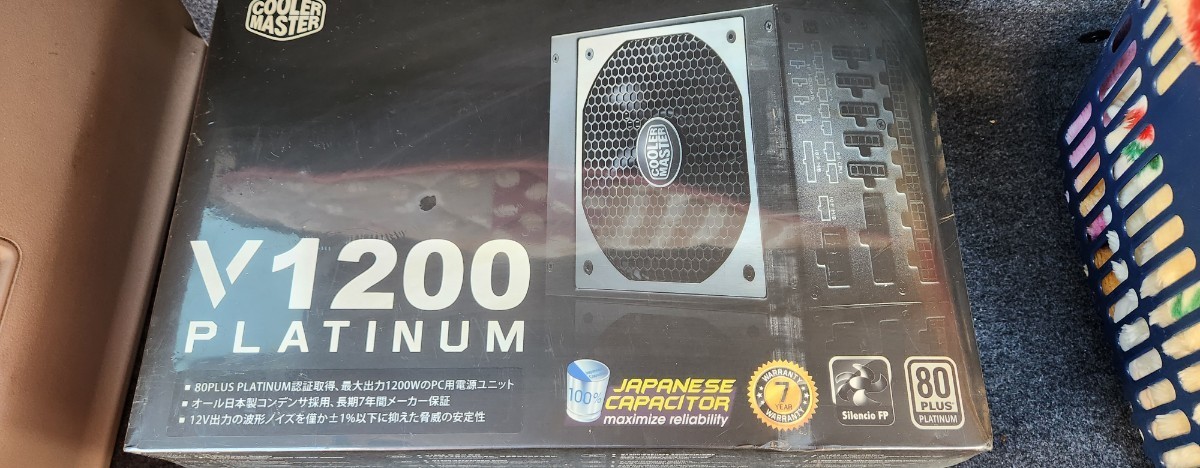 COOLER
MASTER
COOLER
MASTER
V1200
PLATINUM
■ 80PLUS PLATINUM認証取得、最大出力1200WのPC用電源ユニット
■ オール日本製コンデンサ採用、長期7年間メーカー保証
■ 12V出力の波形ノイズを僅か±1%以下に抑えた脅威の安定性
100%
JAPANESE
CAPACITOR
maximize reliability
WARRANTY
7
YEAR
WARRANTY
Silencio FP
80
PLUS
PLATINUM